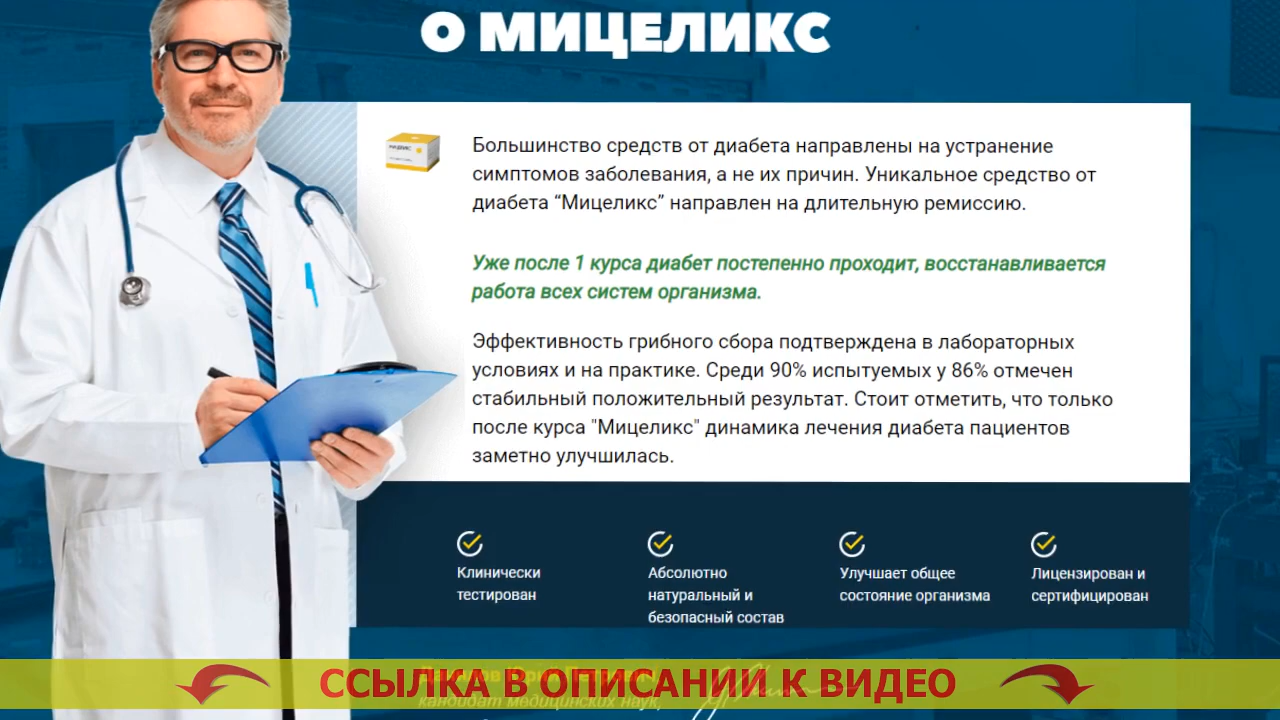 О МИЦЕЛИКС
Большинство средств от диабета направлены на устранение
симптомов заболевания, а не их причин. Уникальное средство от
диабета “Мицеликс” направлен на длительную ремиссию.
Уже после 1 курса диабет постепенно проходит, восстанавливается
работа всех систем организма.
Эффективность грибного сбора подтверждена в лабораторных
условиях и на практике. Среди 90% испытуемых у 86% отмечен
стабильный положительный результат. Стоит отметить, что только
после курса "Мицеликс" динамика лечения диабета пациентов
заметно улучшилась.
Клинически
тестирован
Абсолютно
натуральный и
безопасный состав
Улучшает общее
состояние организма
Лицензирован и
сертифицирован
ССЫЛКА В ОПИСАНИИ К ВИДЕО
кандидат медицинских наук,